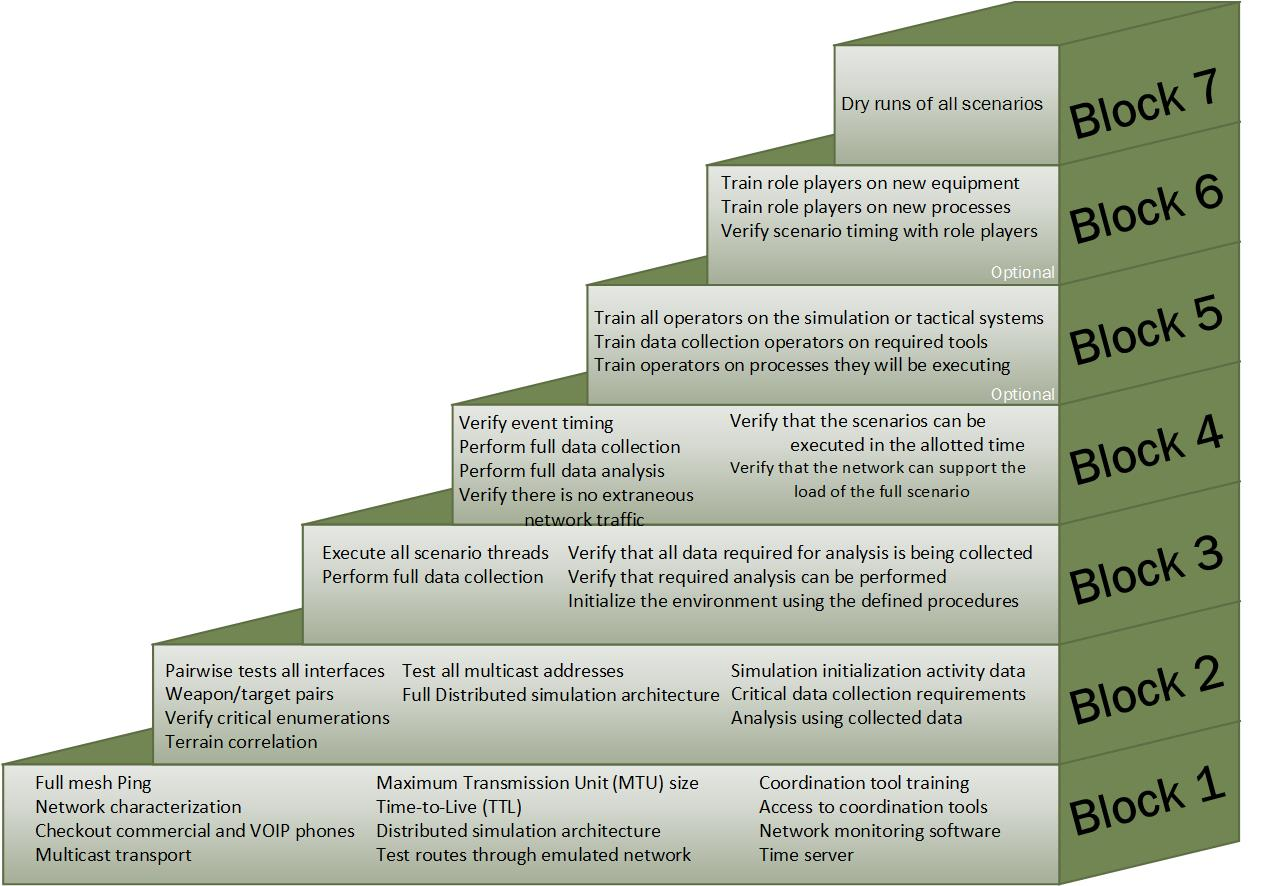 Dry runs of all scenarios
Block 7
Train role players on new equipment
Train role players on new processes
Verify scenario timing with role players
Optional
Block 6
Train all operators on the simulation or tactical systems
Train data collection operators on required tools
Train operators on processes they will be executing
Optional
Block 5
Verify event timing
Perform full data collection
Perform full data analysis
Verify there is no extraneous
network traffic
Verify that the scenarios can be
executed in the allotted time
Verify that the network can support the
load of the full scenario
Block 4
Execute all scenario threads
Perform full data collection
Verify that all data required for analysis is being collected
Verify that required analysis can be performed
Initialize the environment using the defined procedures
Block 3
Pairwise tests all interfaces
Weapon/target pairs
Verify critical enumerations
Terrain correlation
Test all multicast addresses
Full Distributed simulation architecture
Simulation initialization activity data
Critical data collection requirements
Analysis using collected data
Block 2
Full mesh Ping
Network characterization
Checkout commercial and VOIP phones
Multicast transport
Maximum Transmission Unit (MTU) size
Time-to-Live (TTL)
Distributed simulation architecture
Test routes through emulated network
Coordination tool training
Access to coordination tools
Network monitoring software
Time server
Block 1